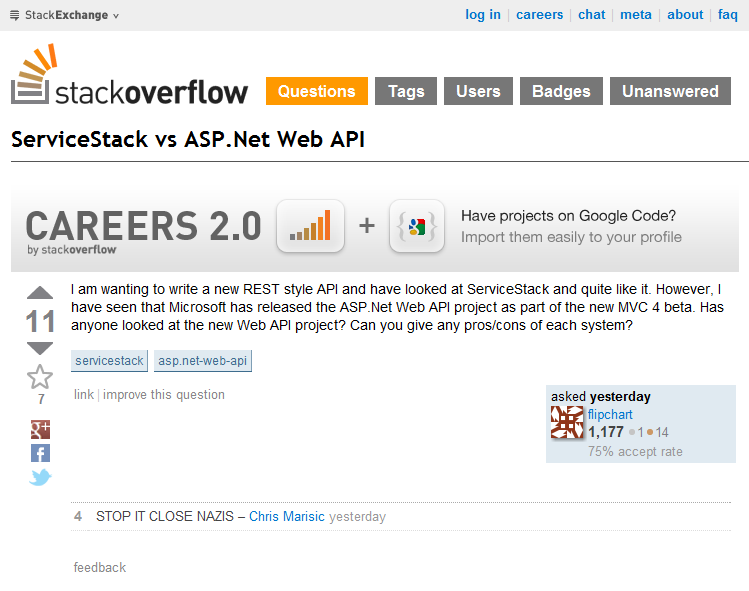 StackExchange
log in | careers | chat | meta | about | faq
stackoverflow
Questions Tags Users Badges Unanswered
ServiceStack vs ASP.Net Web API
CAREERS 2.0
by stackoverflow
+
Have projects on Google Code?
Import them easily to your profile
I am wanting to write a new REST style API and have looked at ServiceStack and quite like it. However, I
have seen that Microsoft has released the ASP.Net Web API project as part of the new MVC 4 beta. Has
anyone looked at the new Web API project? Can you give any pros/cons of each system?
11
7
g+
f
servicestack asp.net-web-api
link | improve this question
asked yesterday
flipchart
1,177 ● 1 ● 14
75% accept rate
4 STOP IT CLOSE NAZIS – Chris Marisic yesterday
feedback